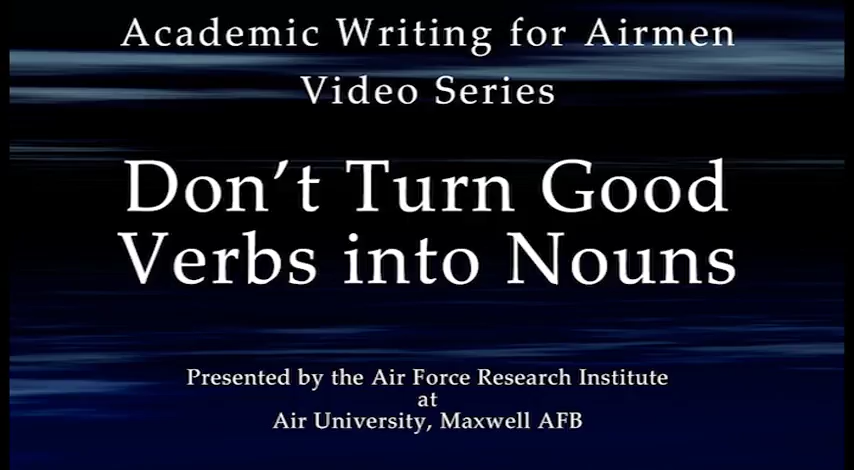 Academic Writing for Airmen
Video Series
Don’t Turn Good
Verbs into Nouns
Presented by the Air Force Research Institute
at
Air University, Maxwell AFB